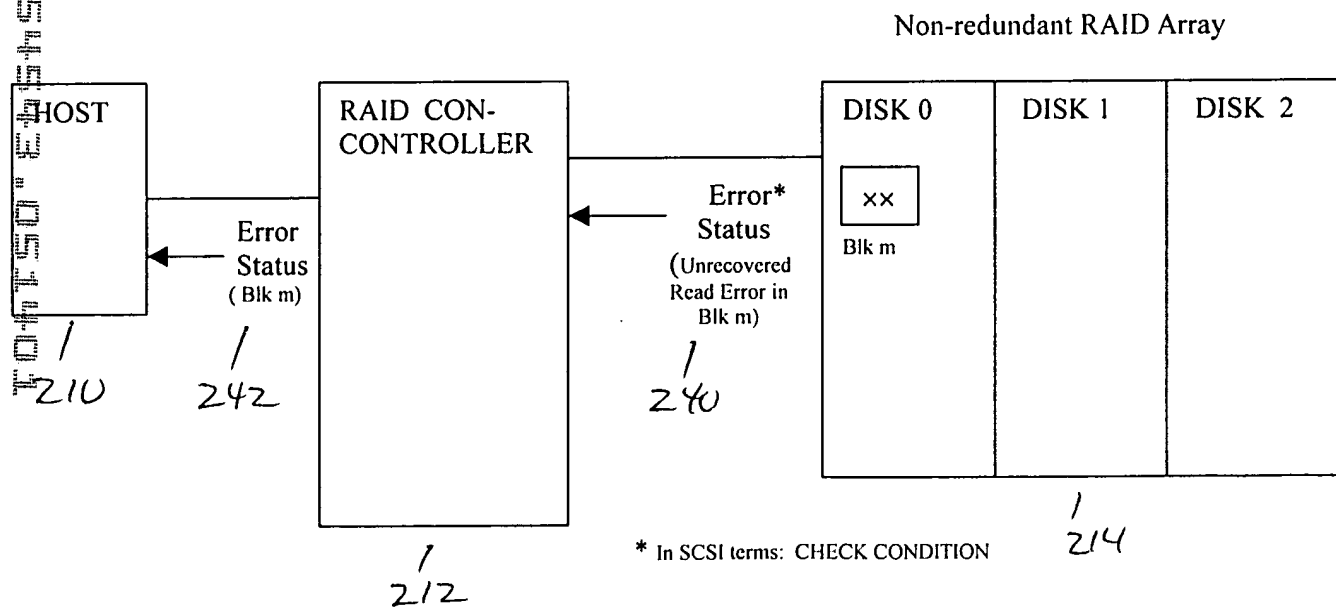 Non-redundant RAID Array
HOST
RAID CON-
CONTROLLER
DISK 0
DISK 1
DISK 2
××
Blk m
Error
Status
( Blk m)
Error*
Status
(Unrecovered
Read Error in
Blk m)
210
242
240
214
212
* In SCSI terms: CHECK CONDITION